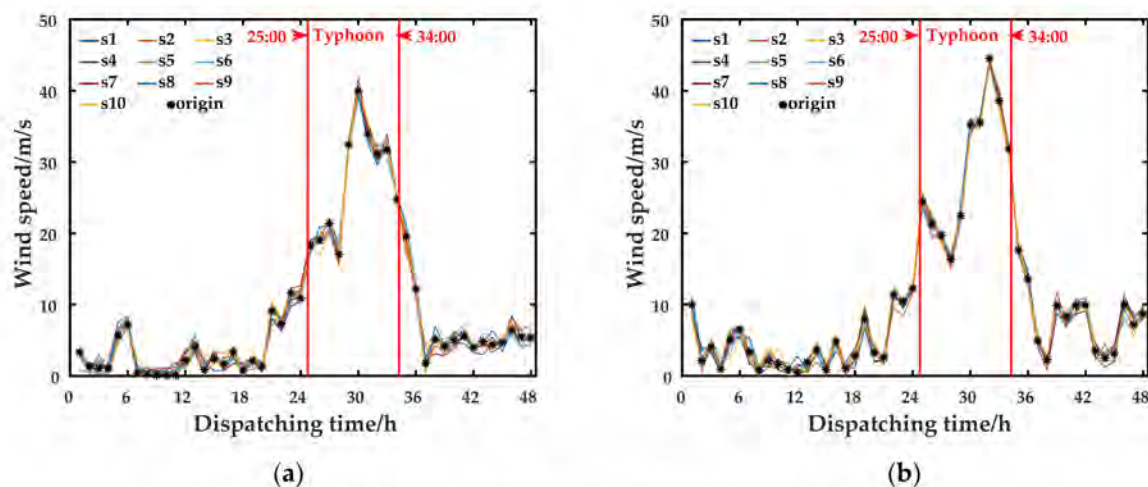 50
s1 s2 s3 25:00 Typhoon 34:00
s4 s5 s6
40
s7 s8 s9
s10 origin
30
20
10
0
0 6 12 18 24 30 36 42 48
Wind speed/m/s
Dispatching time/h
(a)
50
s1 s2 s3 25:00 Typhoon 34:00
s4 s5 s6
40
s7 s8 s9
s10 origin
30
20
10
0
0 6 12 18 24 30 36 42 48
Wind speed/m/s
Dispatching time/h
(b)